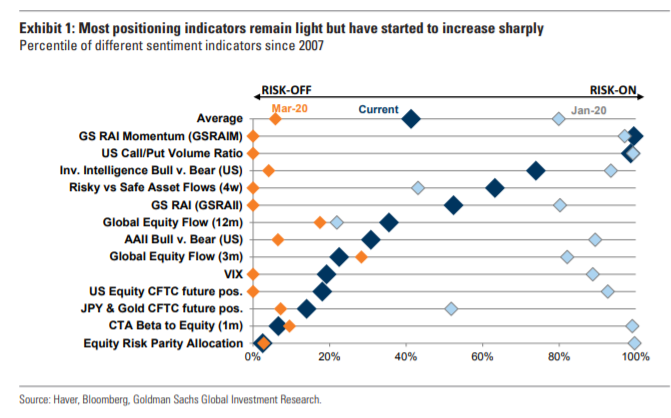 Exhibit 1: Most positioning indicators remain light but have started to increase sharply
Percentile of different sentiment indicators since 2007
RISK-OFF RISK-ON
Mar-20 Current Jan-20
Average
GS RAI Momentum (GSRAIM)
US Call/Put Volume Ratio
Inv. Intelligence Bull v. Bear (US)
Risky vs Safe Asset Flows (4w)
GS RAI (GSRAII)
Global Equity Flow (12m)
AAII Bull v. Bear (US)
Global Equity Flow (3m)
VIX
US Equity CFTC future pos.
JPY & Gold CFTC future pos.
CTA Beta to Equity (1m)
Equity Risk Parity Allocation
0% 20% 40% 60% 80% 100%
Source: Haver, Bloomberg, Goldman Sachs Global Investment Research.